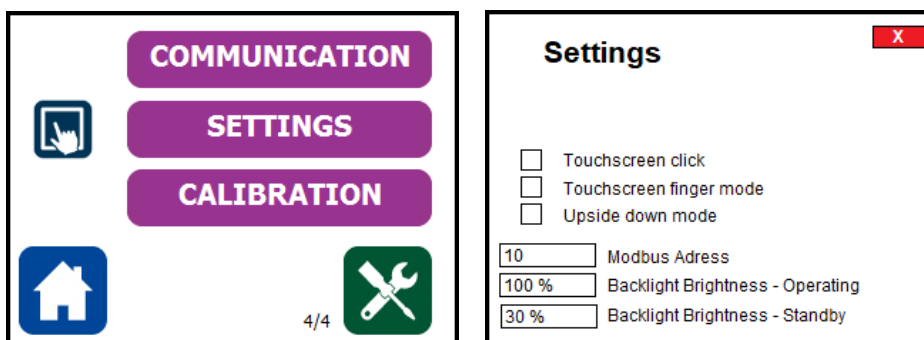 COMMUNICATION
SETTINGS
CALIBRATION
4/4
Settings
X
Touchscreen click
Touchscreen finger mode
Upside down mode
10 Modbus Adress
100 % Backlight Brightness - Operating
30 % Backlight Brightness - Standby